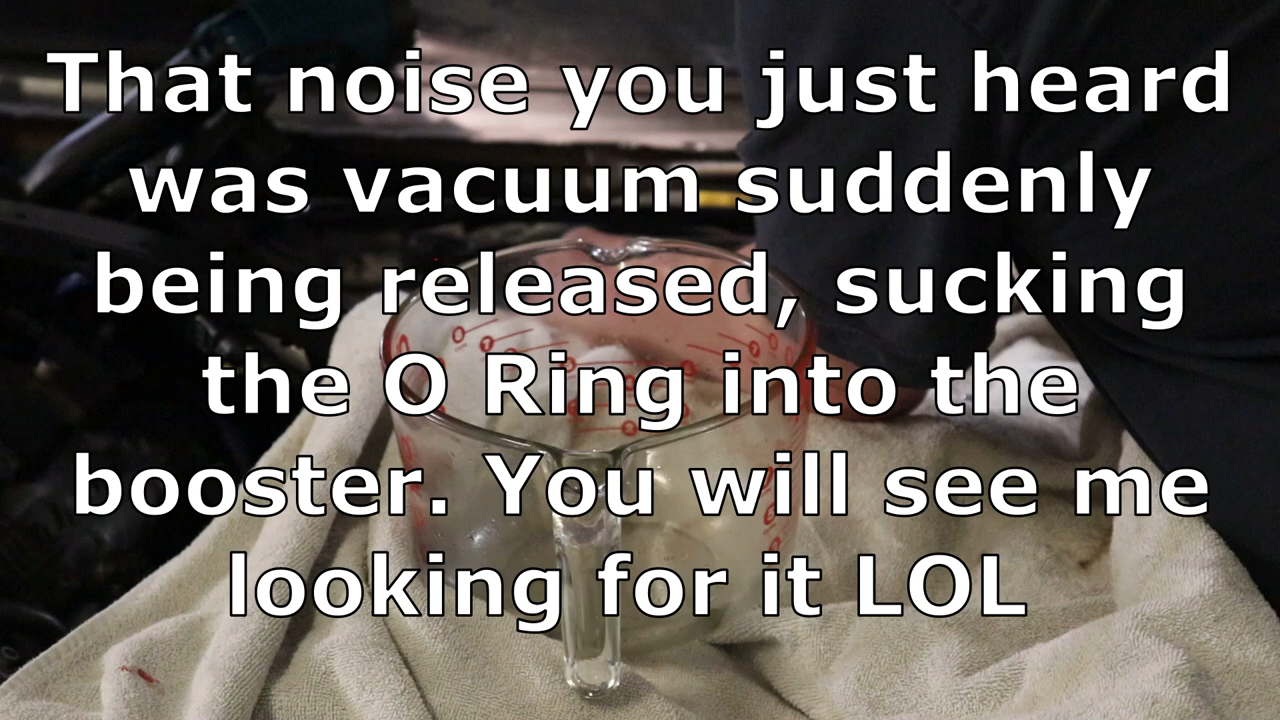 That noise you just heard
was vacuum suddenly
being released, sucking
the O Ring into the
booster. You will see me
looking for it LOL